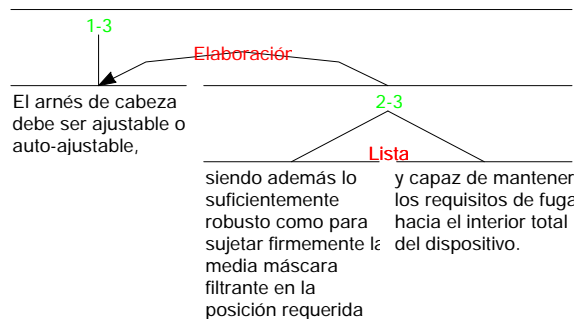 1-3
Elaboración
El arnés de cabeza
debe ser ajustable o
auto-ajustable,
2-3
Lista
siendo además lo
suficientemente
robusto como para
sujetar firmemente la
media máscara
filtrante en la
posición requerida
y capaz de mantener
los requisitos de fuga
hacia el interior total
del dispositivo.